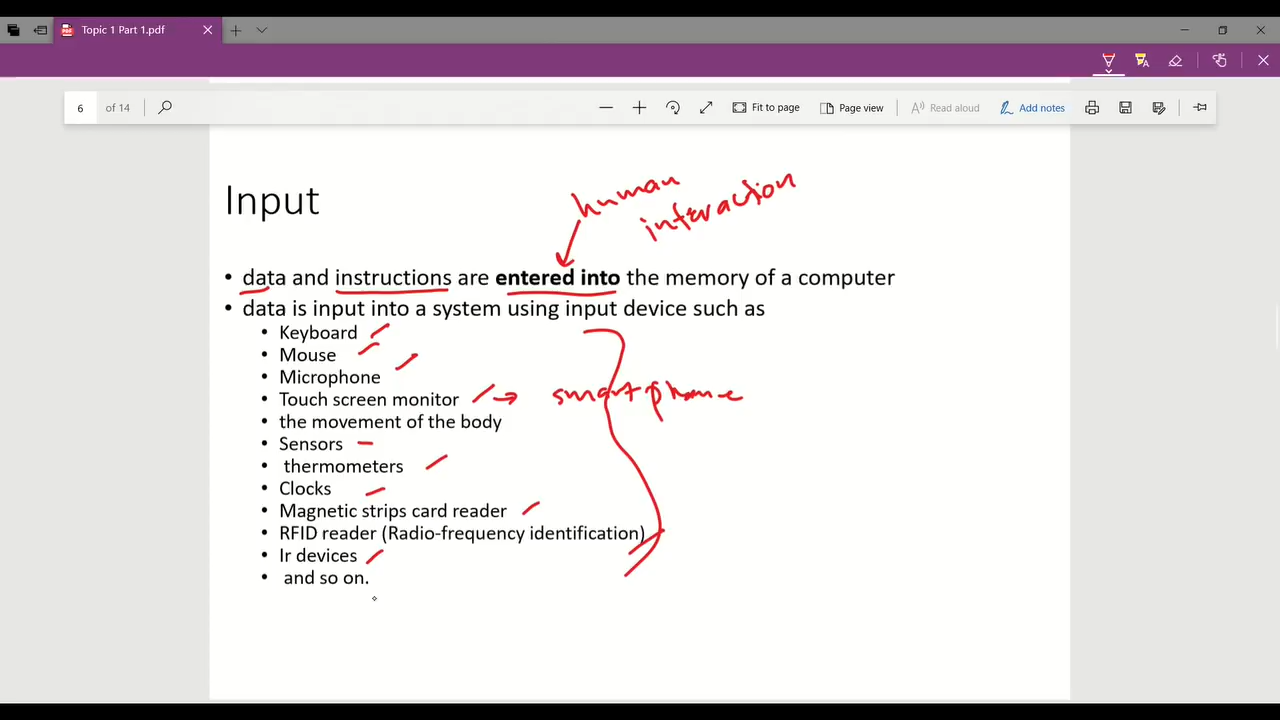 Topic 1 Part 1.pdf
6 of 14
Fit to page
Page view
Read aloud
Add notes
human
interaction
Input
• data and instructions are entered into the memory of a computer
• data is input into a system using input device such as
• Keyboard
• Mouse
• Microphone
• Touch screen monitor
smart phone
• the movement of the body
• Sensors
• thermometers
• Clocks
• Magnetic strips card reader
• RFID reader (Radio-frequency identification)
• Ir devices
• and so on.